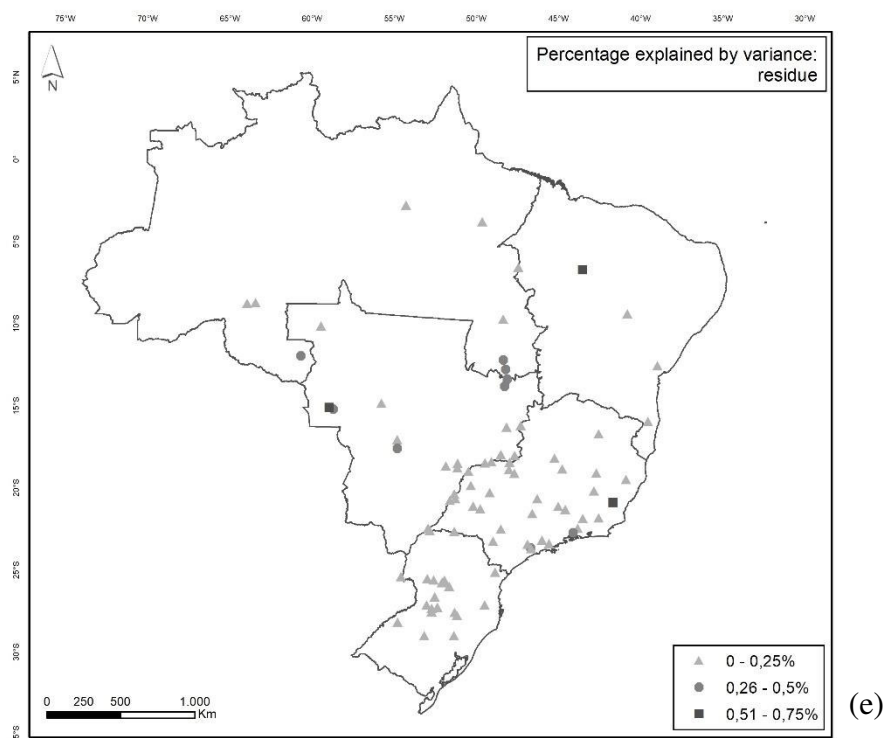 75°W 70°W 65°W 60°W 55°W 50°W 45°W 40°W 35°W 30°W
Percentage explained by variance:
residue
N
5°N
0°
5°S
10°S
15°S
20°S
25°S
30°S
5°S
0 - 0,25%
0,26 - 0,5%
0,51 - 0,75%
0 250 500 1.000
Km
(e)